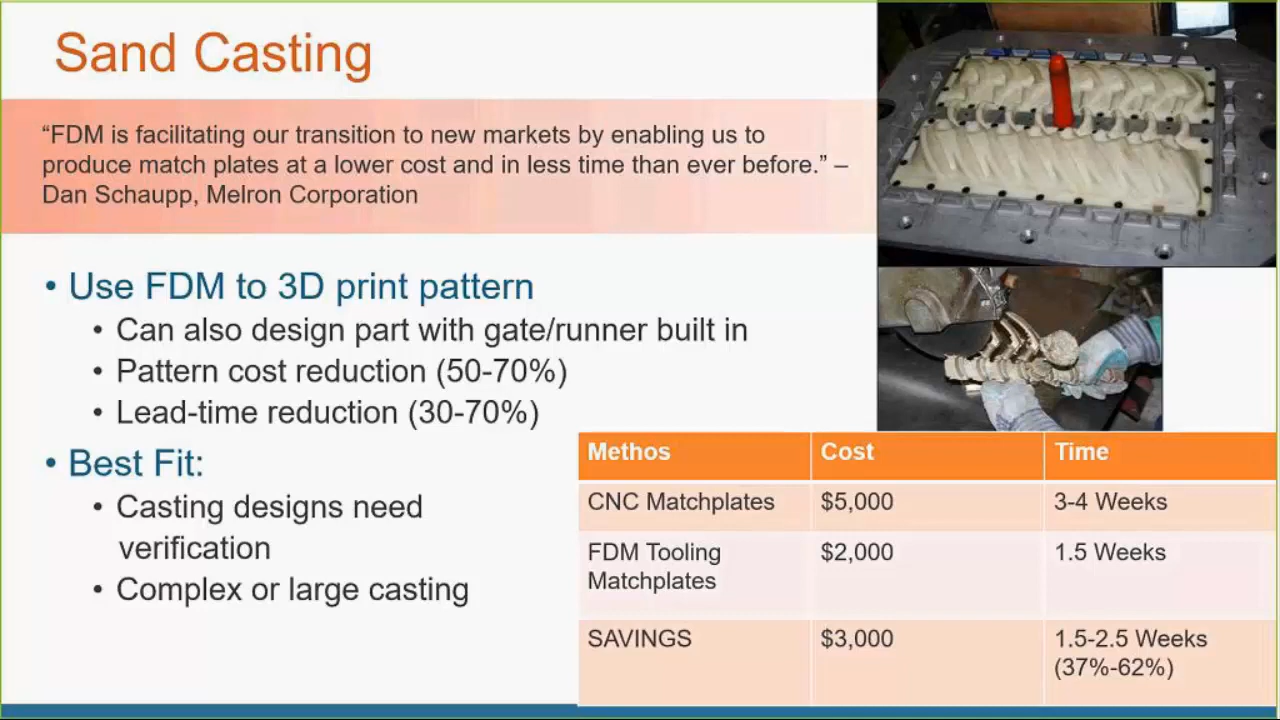 Sand Casting
“FDM is facilitating our transition to new markets by enabling us to
produce match plates at a lower cost and in less time than ever before.” –
Dan Schaupp, Melron Corporation
• Use FDM to 3D print pattern
• Can also design part with gate/runner built in
• Pattern cost reduction (50-70%)
• Lead-time reduction (30-70%)
• Best Fit:
• Casting designs need
verification
• Complex or large casting
Methos Cost Time
CNC Matchplates $5,000 3-4 Weeks
FDM Tooling $2,000 1.5 Weeks
Matchplates
SAVINGS $3,000 1.5-2.5 Weeks
(37%-62%)